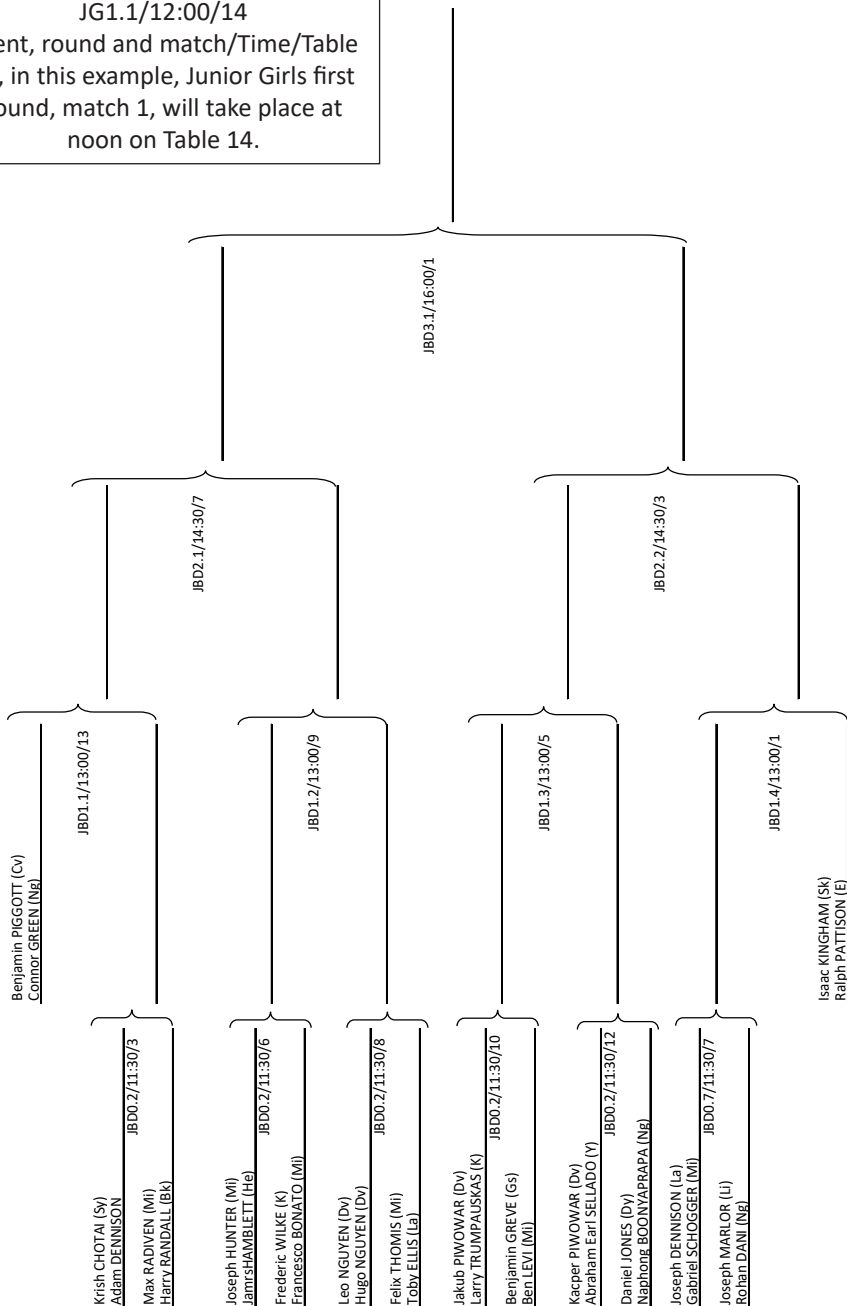 JG1.1/12:00/14
round and match/Time/Table
in this example, Junior Girls first
match 1, will take place at
noon on Table 14.
Krish CHOTAI (Sy)
Adam DENNISON
JBD0.2/11:30/3
Max RADIVEN (Mi)
Harry RANDALL (Bk)
Joseph HUNTER (Mi)
JamrsHAMBLETT (He)
JBD0.2/11:30/6
Frederic WILKE (K)
Francesco BONATO (Mi)
Leo NGUYEN (Dv)
Hugo NGUYEN (Dv)
JBD0.2/11:30/8
Felix THOMIS (Mi)
Toby ELLIS (La)
Jakub PIWOWAR (Dv)
Larry TRUMPAUSKAS (K)
JBD0.2/11:30/10
Benjamin GREVE (Gs)
Ben LEVI (Mi)
Kacper PIWOWAR (Dv)
Abraham Earl SELLADO (Y)
JBD0.2/11:30/12
Daniel JONES (Dy)
Naphong BOONYAPRAPA (Ng)
Joseph DENNISON (La)
Gabriel SCHOGGER (Mi)
JBD0.7/11:30/7
Joseph MARLOR (Li)
Rohan DANI (Ng)
Benjamin PIGGOTT (Cv)
Connor GREEN (Ng)
JBD1.1/13:00/13
JBD1.2/13:00/9
JBD1.3/13:00/5
JBD1.4/13:00/1
Isaac KINGHAM (Sk)
Ralph PATTISON (E)
JBD2.1/14:30/7
JBD2.2/14:30/3
JBD3.1/16:00/1